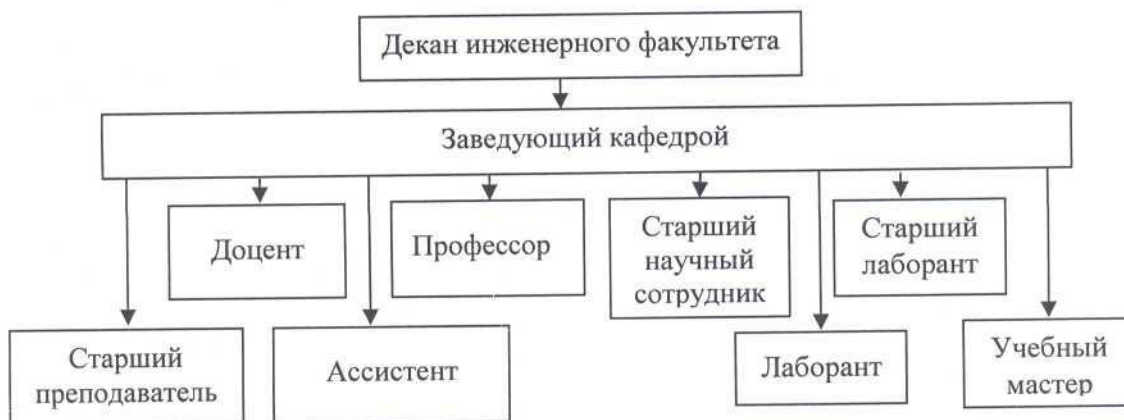 Декан инженерного факультета
Заведующий кафедрой
Доцент
Профессор
Старший
научный
сотрудник
Старший
лаборант
Старший
преподаватель
Ассистент
Лаборант
Учебный
мастер